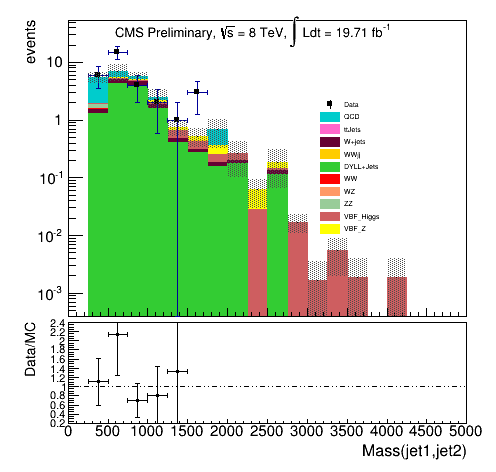 CMS Preliminary, √s = 8 TeV, ∫ Ldt = 19.71 fb⁻¹
events
10
1
10⁻¹
10⁻²
10⁻³
Data
QCD
ttJets
W+jets
WWjj
DYLL+Jets
WW
WZ
ZZ
VBF_Higgs
VBF_Z
Data/MC
2.4
2.2
2
1.8
1.6
1.4
1.2
1
0.8
0.6
0.4
0.2
0 500 1000 1500 2000 2500 3000 3500 4000 4500 5000
Mass(jet1,jet2)